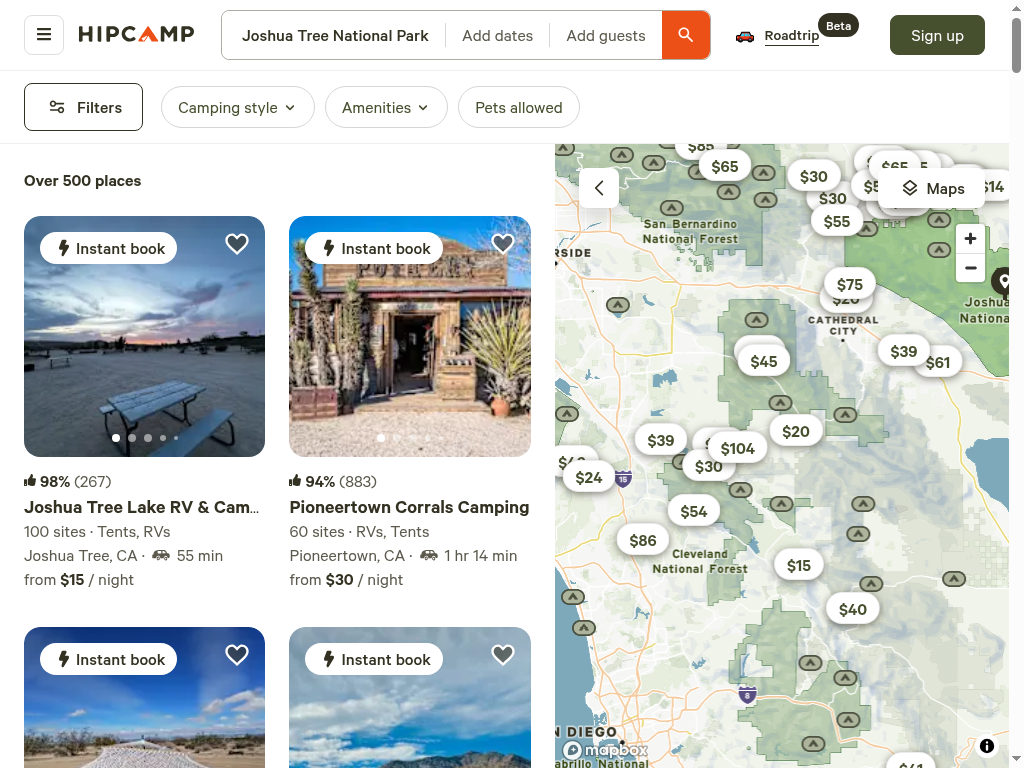 HIPCAMP
Joshua Tree National Park
Add dates
Add guests
Roadtrip
Beta
Sign up
Filters
Camping style
Amenities
Pets allowed
Over 500 places
Instant book
98% (267)
Joshua Tree Lake RV & Cam…
100 sites · Tents, RVs
Joshua Tree, CA · 55 min
from $15 / night
Instant book
94% (883)
Pioneertown Corrals Camping
60 sites · RVs, Tents
Pioneertown, CA · 1 hr 14 min
from $30 / night
Instant book
Instant book
$85
$65
$30
$65
$14
Maps
$30
$55
San Bernardino
National Forest
RSIDE
$75
$20
Joshua
Nationa
CATHEDRAL
CITY
$39
$61
$45
$20
$39
$104
$30
$24
15
$54
$86
Cleveland
National Forest
$15
$40
8
N DIEGO
mapbox
abrillo National
$41